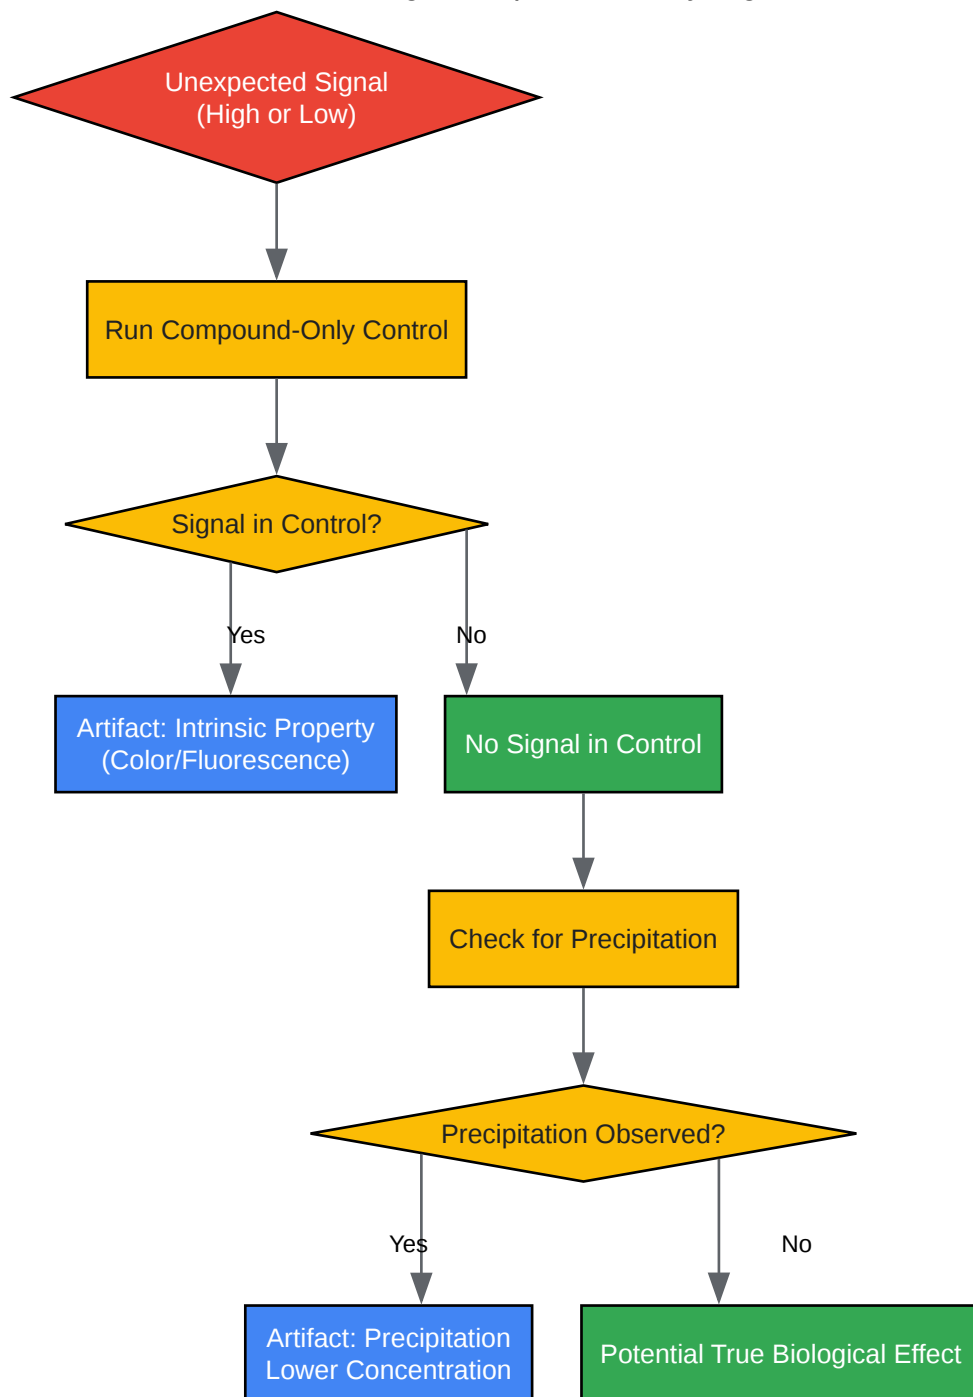 Unexpected Signal
(High or Low)
Run Compound-Only Control
Signal in Control?
Yes
No
Artifact: Intrinsic Property
(Color/Fluorescence)
No Signal in Control
Check for Precipitation
Precipitation Observed?
Yes
No
Artifact: Precipitation
Lower Concentration
Potential True Biological Effect